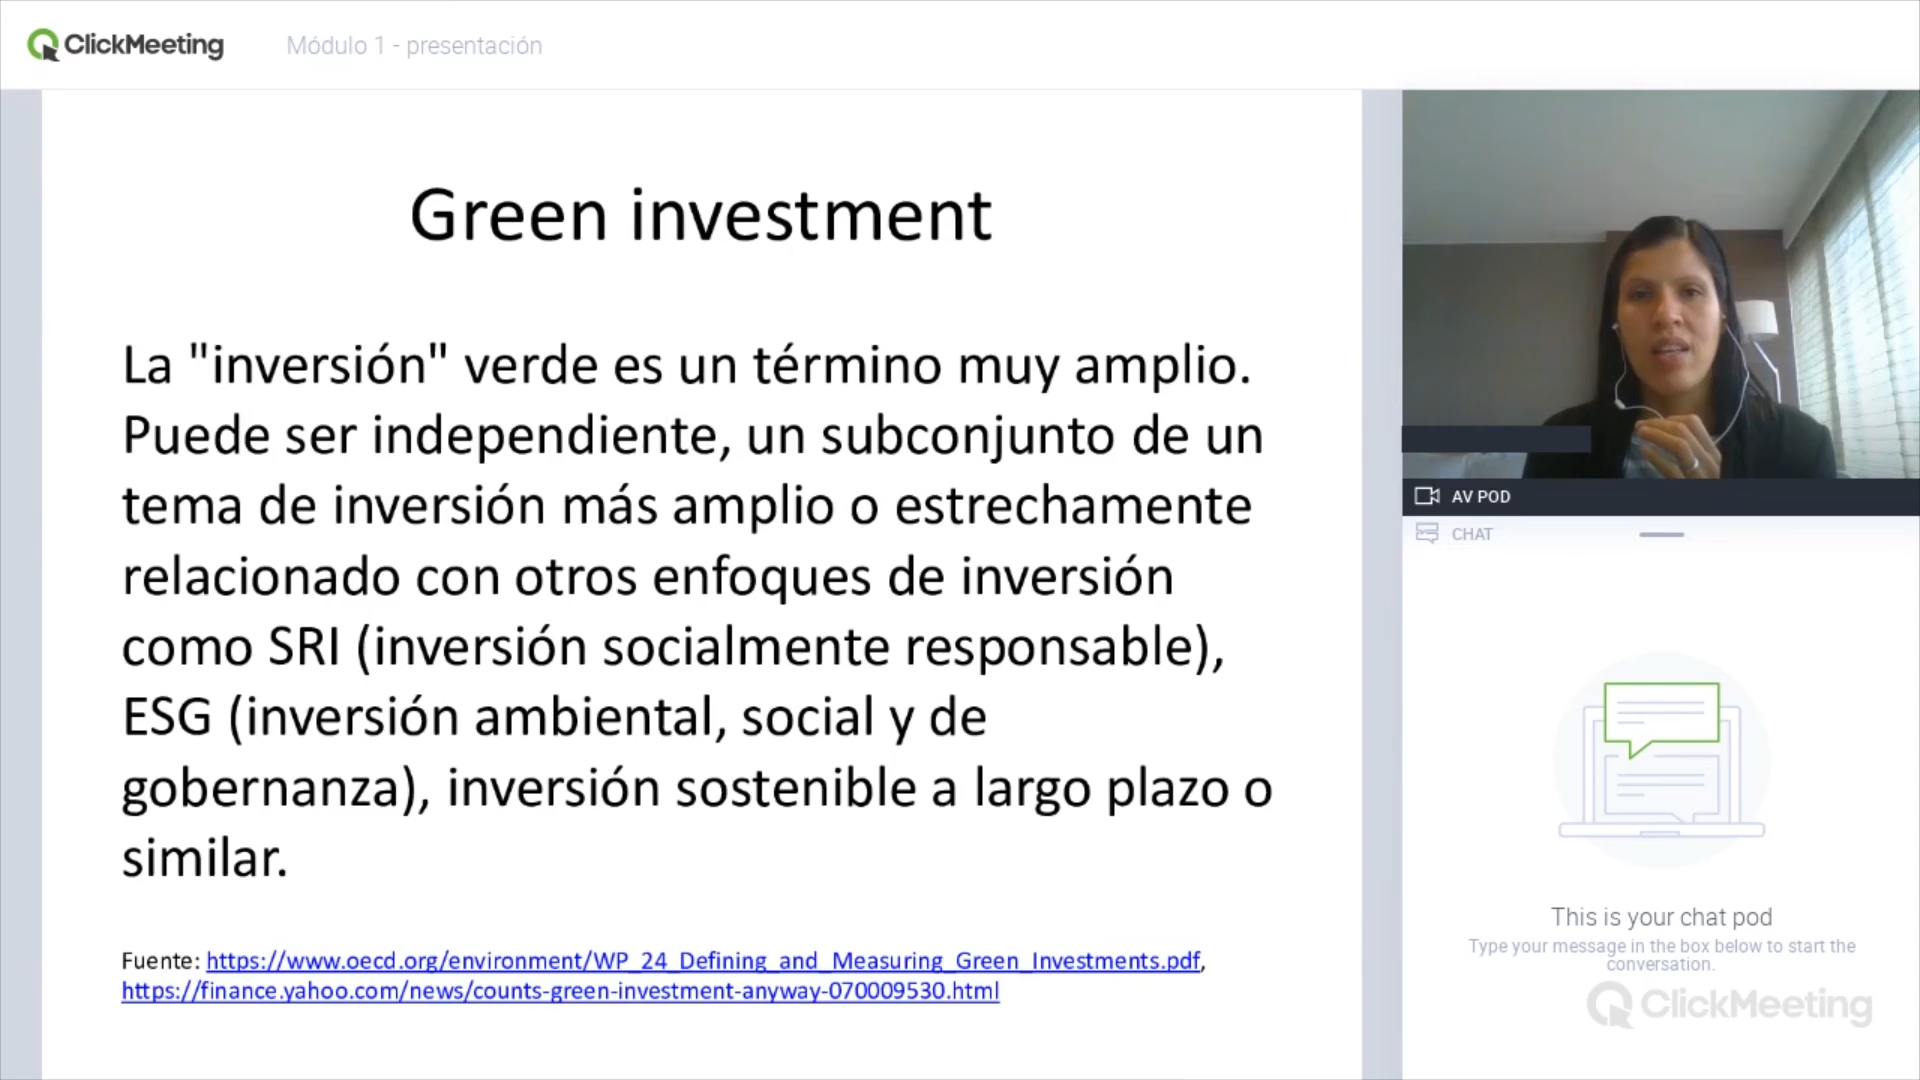 ClickMeeting
Módulo 1 - presentación
Green investment
La "inversión" verde es un término muy amplio.
Puede ser independiente, un subconjunto de un
tema de inversión más amplio o estrechamente
relacionado con otros enfoques de inversión
como SRI (inversión socialmente responsable),
ESG (inversión ambiental, social y de
gobernanza), inversión sostenible a largo plazo o
similar.
Fuente: https://www.oecd.org/environment/WP_24_Defining_and_Measuring_Green_Investments.pdf,
https://finance.yahoo.com/news/counts-green-investment-anyway-070009530.html
AV POD
CHAT
This is your chat pod
Type your message in the box below to start the
conversation.
ClickMeeting